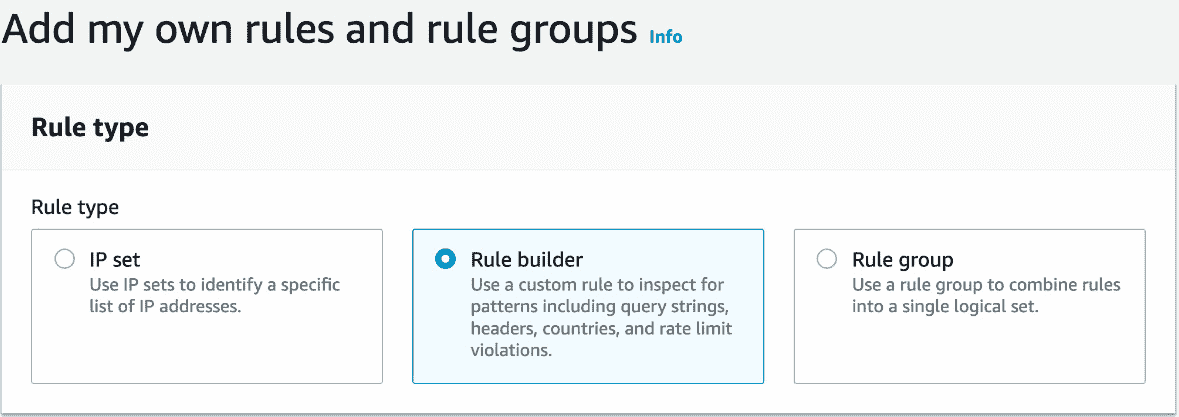 Add my own rules and rule groups Info
Rule type
Rule type
IP set
Use IP sets to identify a specific
list of IP addresses.
Rule builder
Use a custom rule to inspect for
patterns including query strings,
headers, countries, and rate limit
violations.
Rule group
Use a rule group to combine rules
into a single logical set.